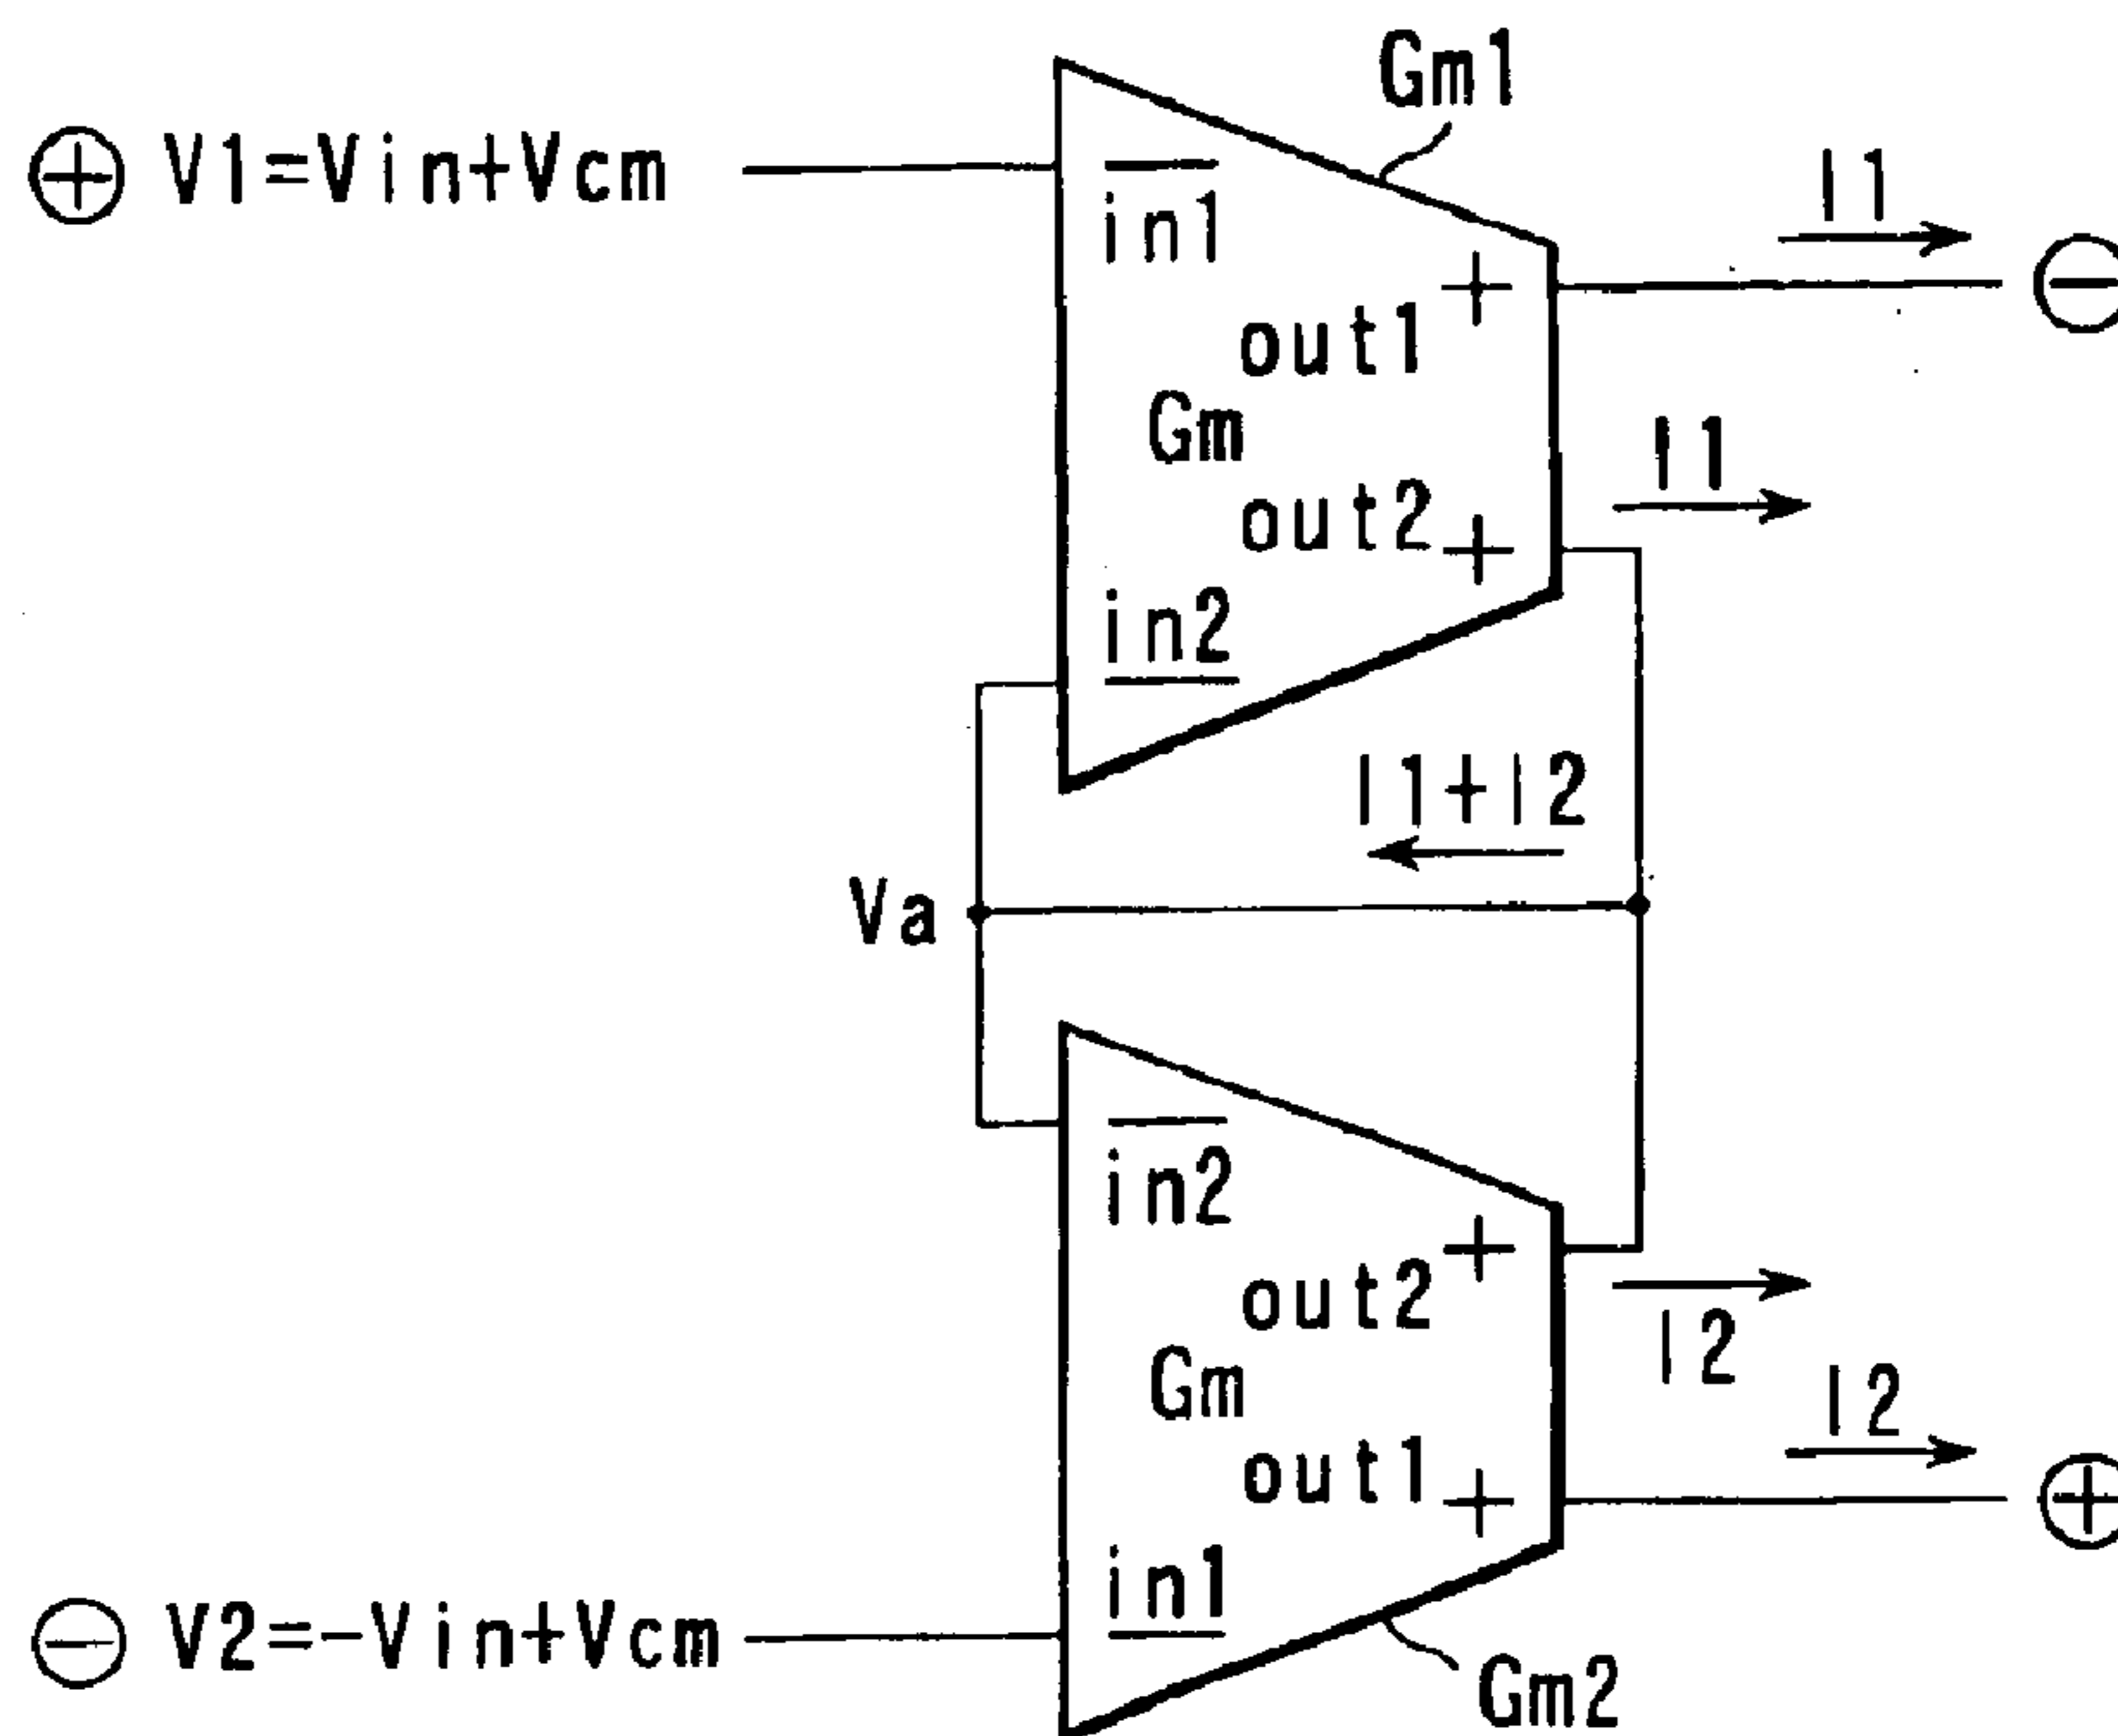 Gm1
⊕ V1=Vin+Vcm
in1
I1
+
⊖
out1
Gm
I1
out2
+
in2
I1+I2
Va
in2
+
out2
I2
Gm
I2
out1
+
⊕
in1
⊖ V2=-Vin+Vcm
Gm2